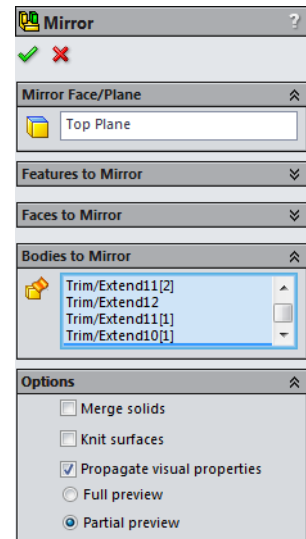 Mirror
?
Mirror Face/Plane
Top Plane
Features to Mirror
Faces to Mirror
Bodies to Mirror
Trim/Extend11[2]
Trim/Extend12
Trim/Extend11[1]
Trim/Extend10[1]
Options
Merge solids
Knit surfaces
Propagate visual properties
Full preview
Partial preview